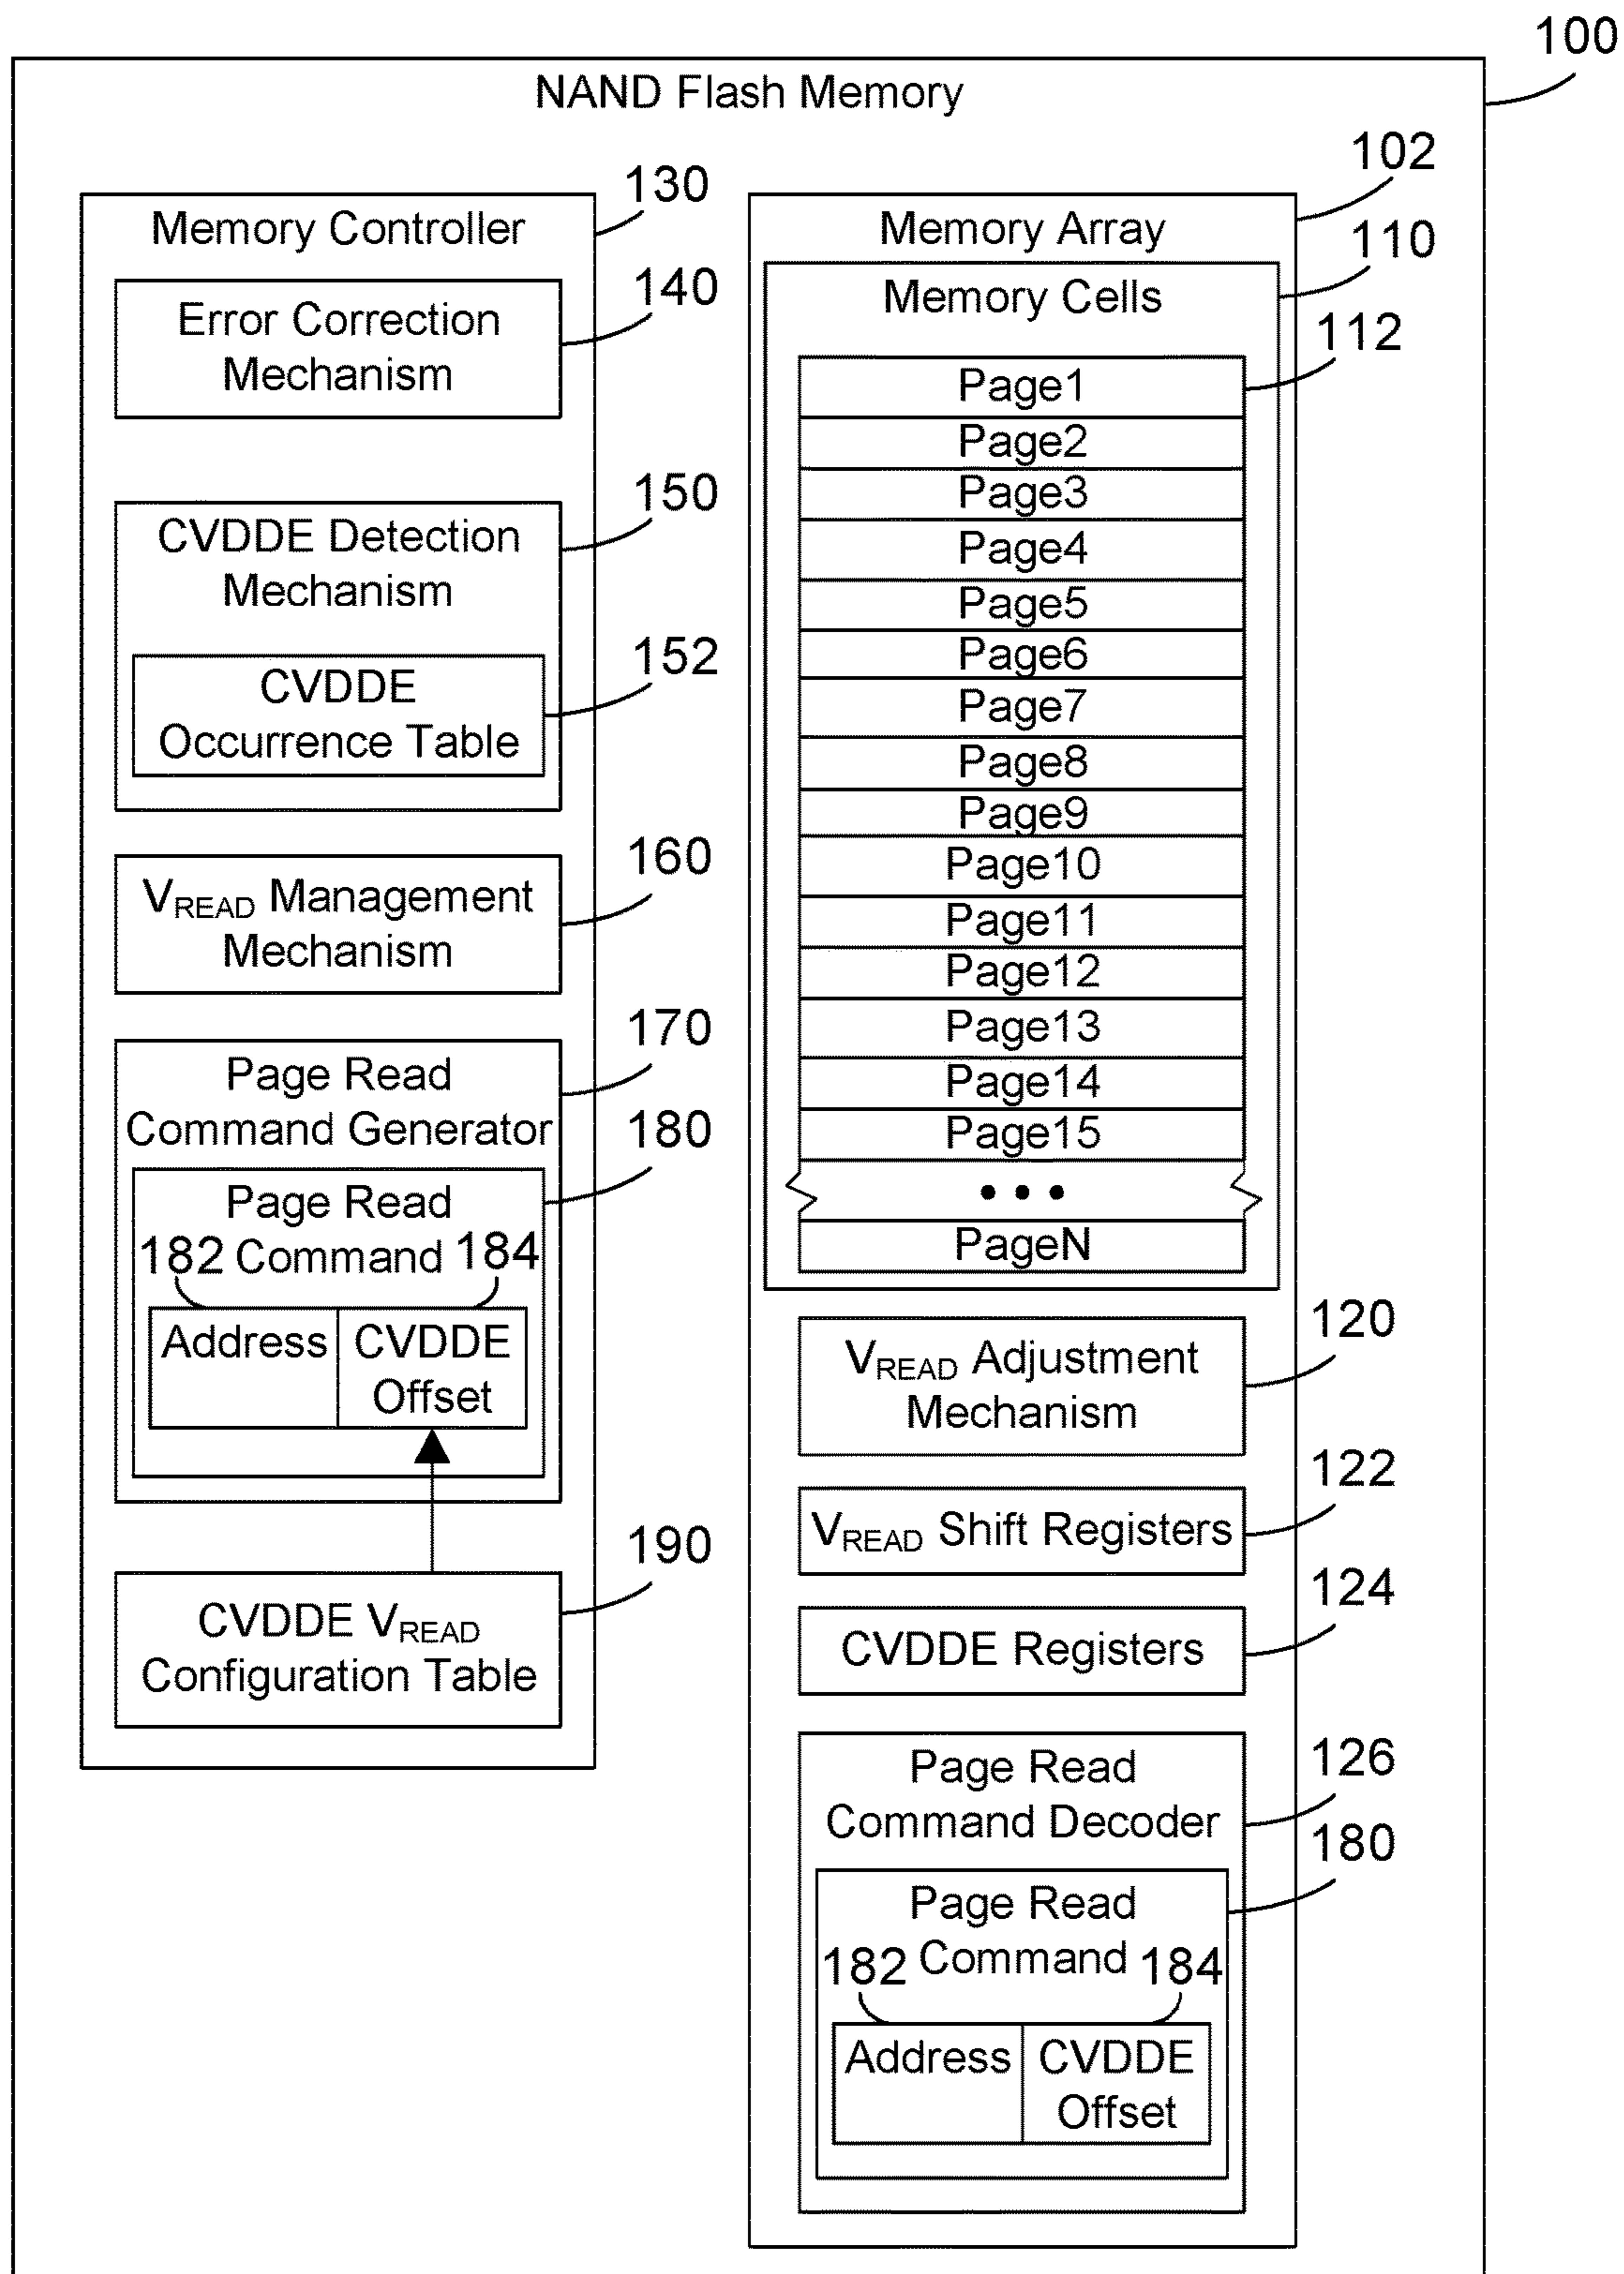 100
NAND Flash Memory
130
Memory Controller
140
Error Correction
Mechanism
150
CVDDE Detection
Mechanism
152
CVDDE
Occurrence Table
160
VREAD Management
Mechanism
170
Page Read
Command Generator
180
Page Read
182 Command 184
Address
CVDDE
Offset
190
CVDDE VREAD
Configuration Table
102
Memory Array
110
Memory Cells
112
Page1
Page2
Page3
Page4
Page5
Page6
Page7
Page8
Page9
Page10
Page11
Page12
Page13
Page14
Page15
• • •
PageN
120
VREAD Adjustment
Mechanism
122
VREAD Shift Registers
124
CVDDE Registers
126
Page Read
Command Decoder
180
Page Read
182 Command 184
Address
CVDDE
Offset